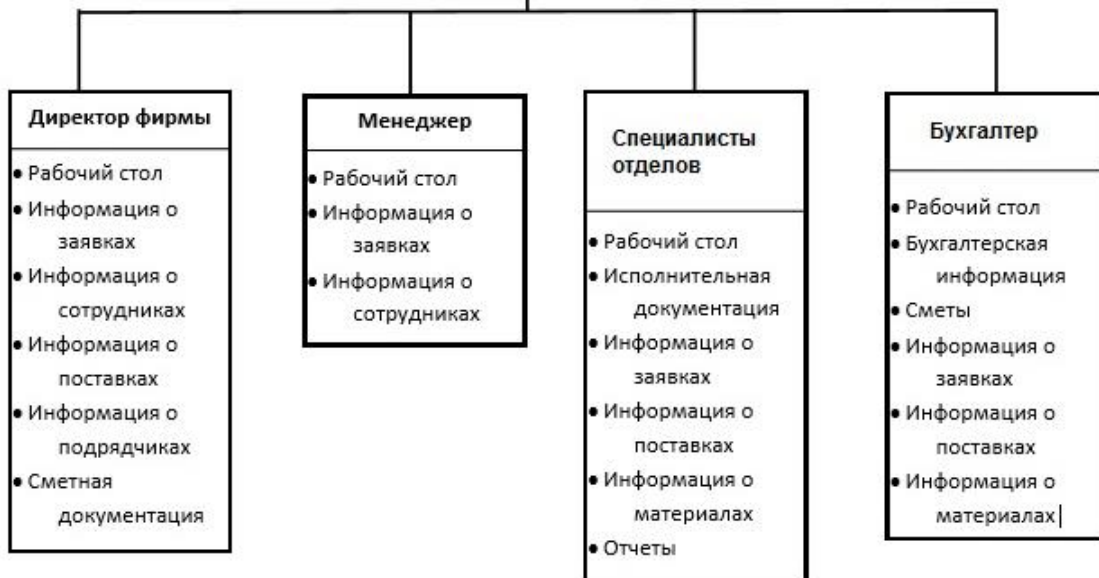 Директор фирмы
• Рабочий стол
• Информация о
заявках
• Информация о
сотрудниках
• Информация о
поставках
• Информация о
подрядчиках
• Сметная
документация
Менеджер
• Рабочий стол
• Информация о
заявках
• Информация о
сотрудниках
Специалисты
отделов
• Рабочий стол
• Исполнительная
документация
• Информация о
заявках
• Информация о
поставках
• Информация о
материалах
• Отчеты
Бухгалтер
• Рабочий стол
• Бухгалтерская
информация
• Сметы
• Информация о
заявках
• Информация о
поставках
• Информация о
материалах